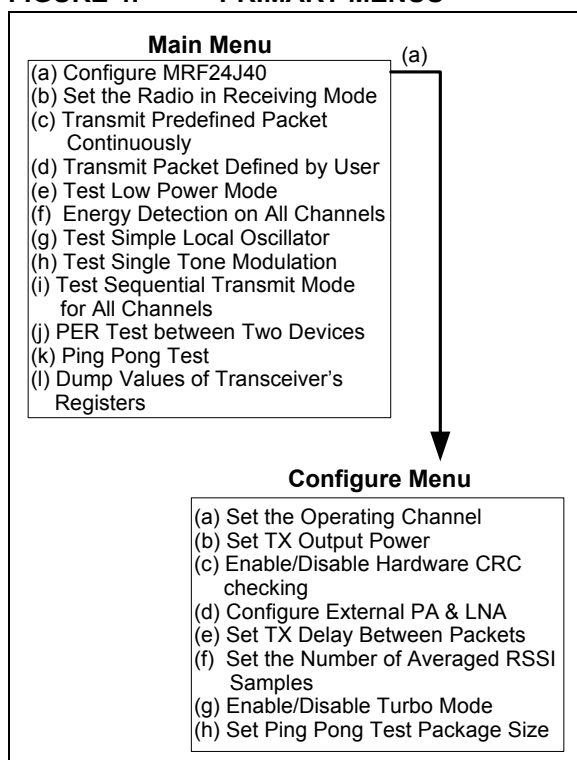 Main Menu
(a)
(a) Configure MRF24J40
(b) Set the Radio in Receiving Mode
(c) Transmit Predefined Packet
Continuously
(d) Transmit Packet Defined by User
(e) Test Low Power Mode
(f) Energy Detection on All Channels
(g) Test Simple Local Oscillator
(h) Test Single Tone Modulation
(i) Test Sequential Transmit Mode
for All Channels
(j) PER Test between Two Devices
(k) Ping Pong Test
(l) Dump Values of Transceiver's
Registers
Configure Menu
(a) Set the Operating Channel
(b) Set TX Output Power
(c) Enable/Disable Hardware CRC
checking
(d) Configure External PA & LNA
(e) Set TX Delay Between Packets
(f) Set the Number of Averaged RSSI
Samples
(g) Enable/Disable Turbo Mode
(h) Set Ping Pong Test Package Size